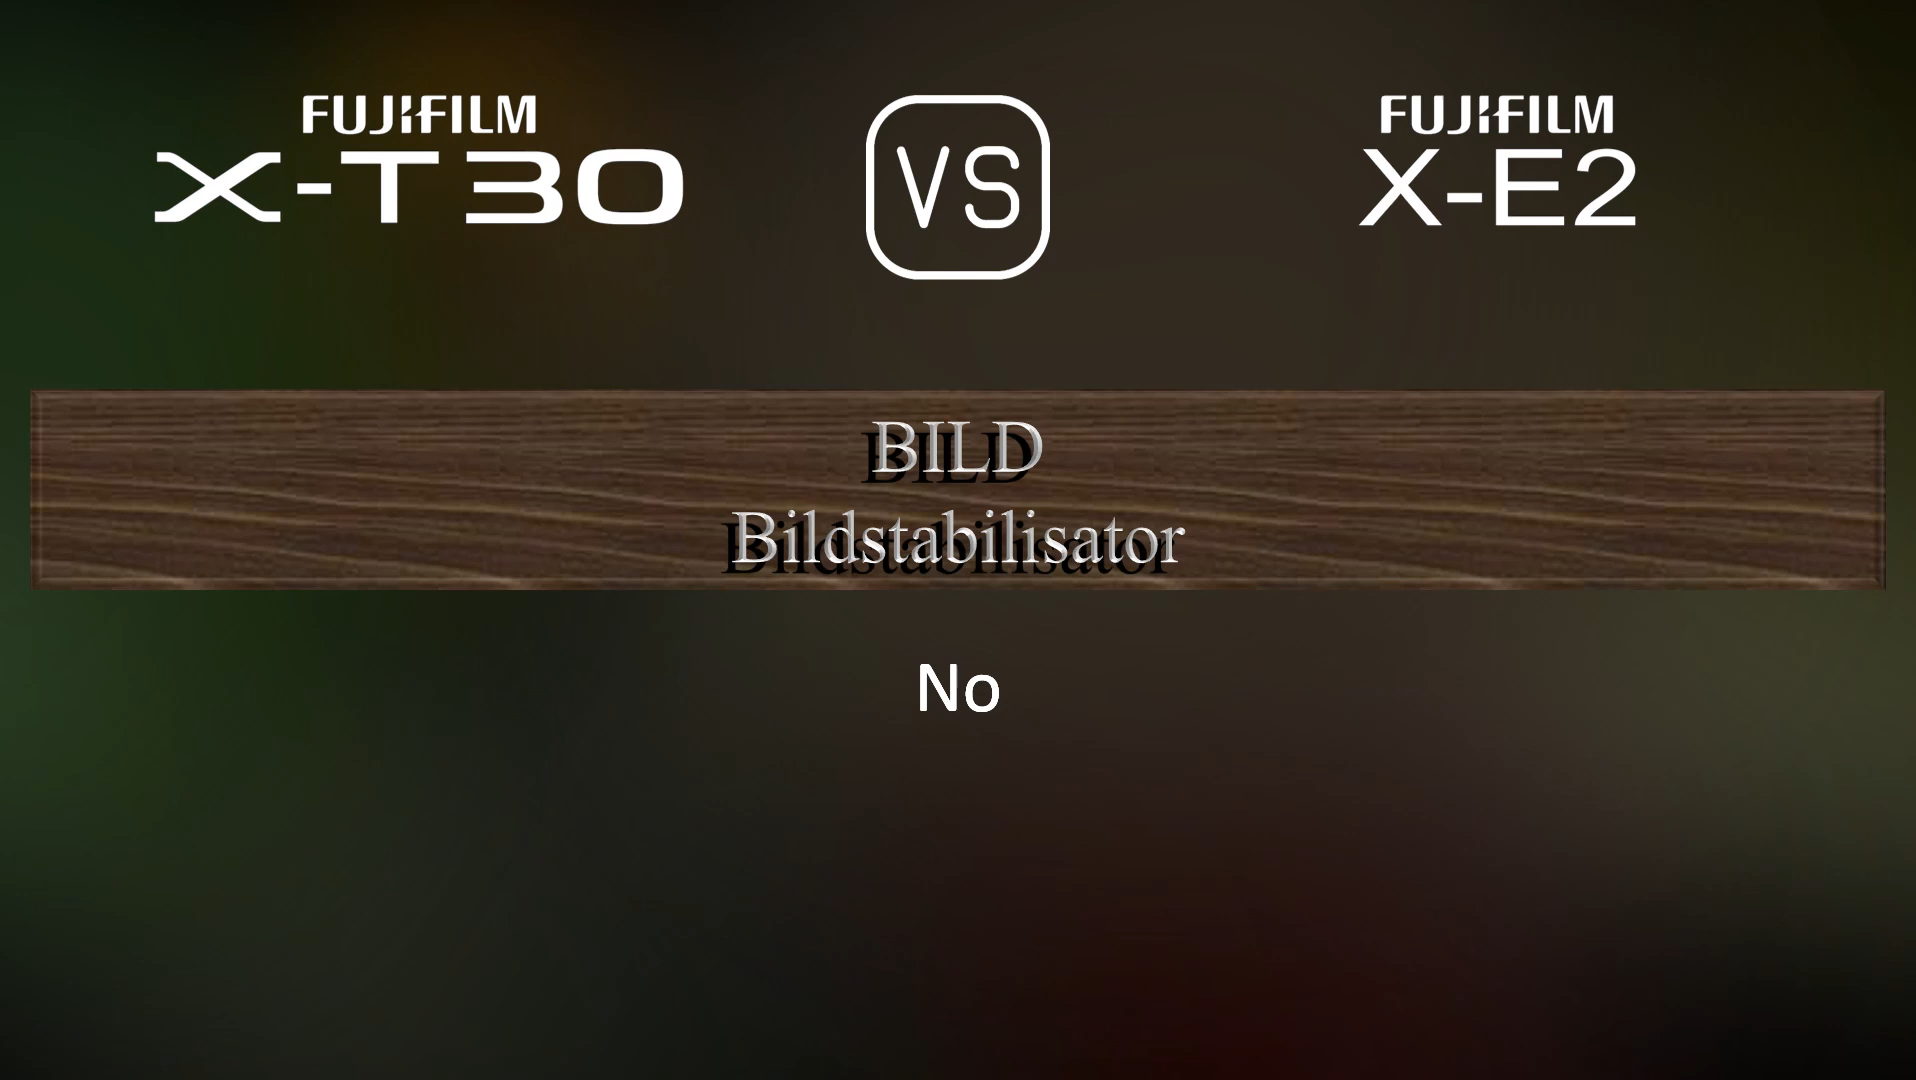 FUJIFILM
X-T30
VS
FUJIFILM
X-E2
BILD
Bildstabilisator
No